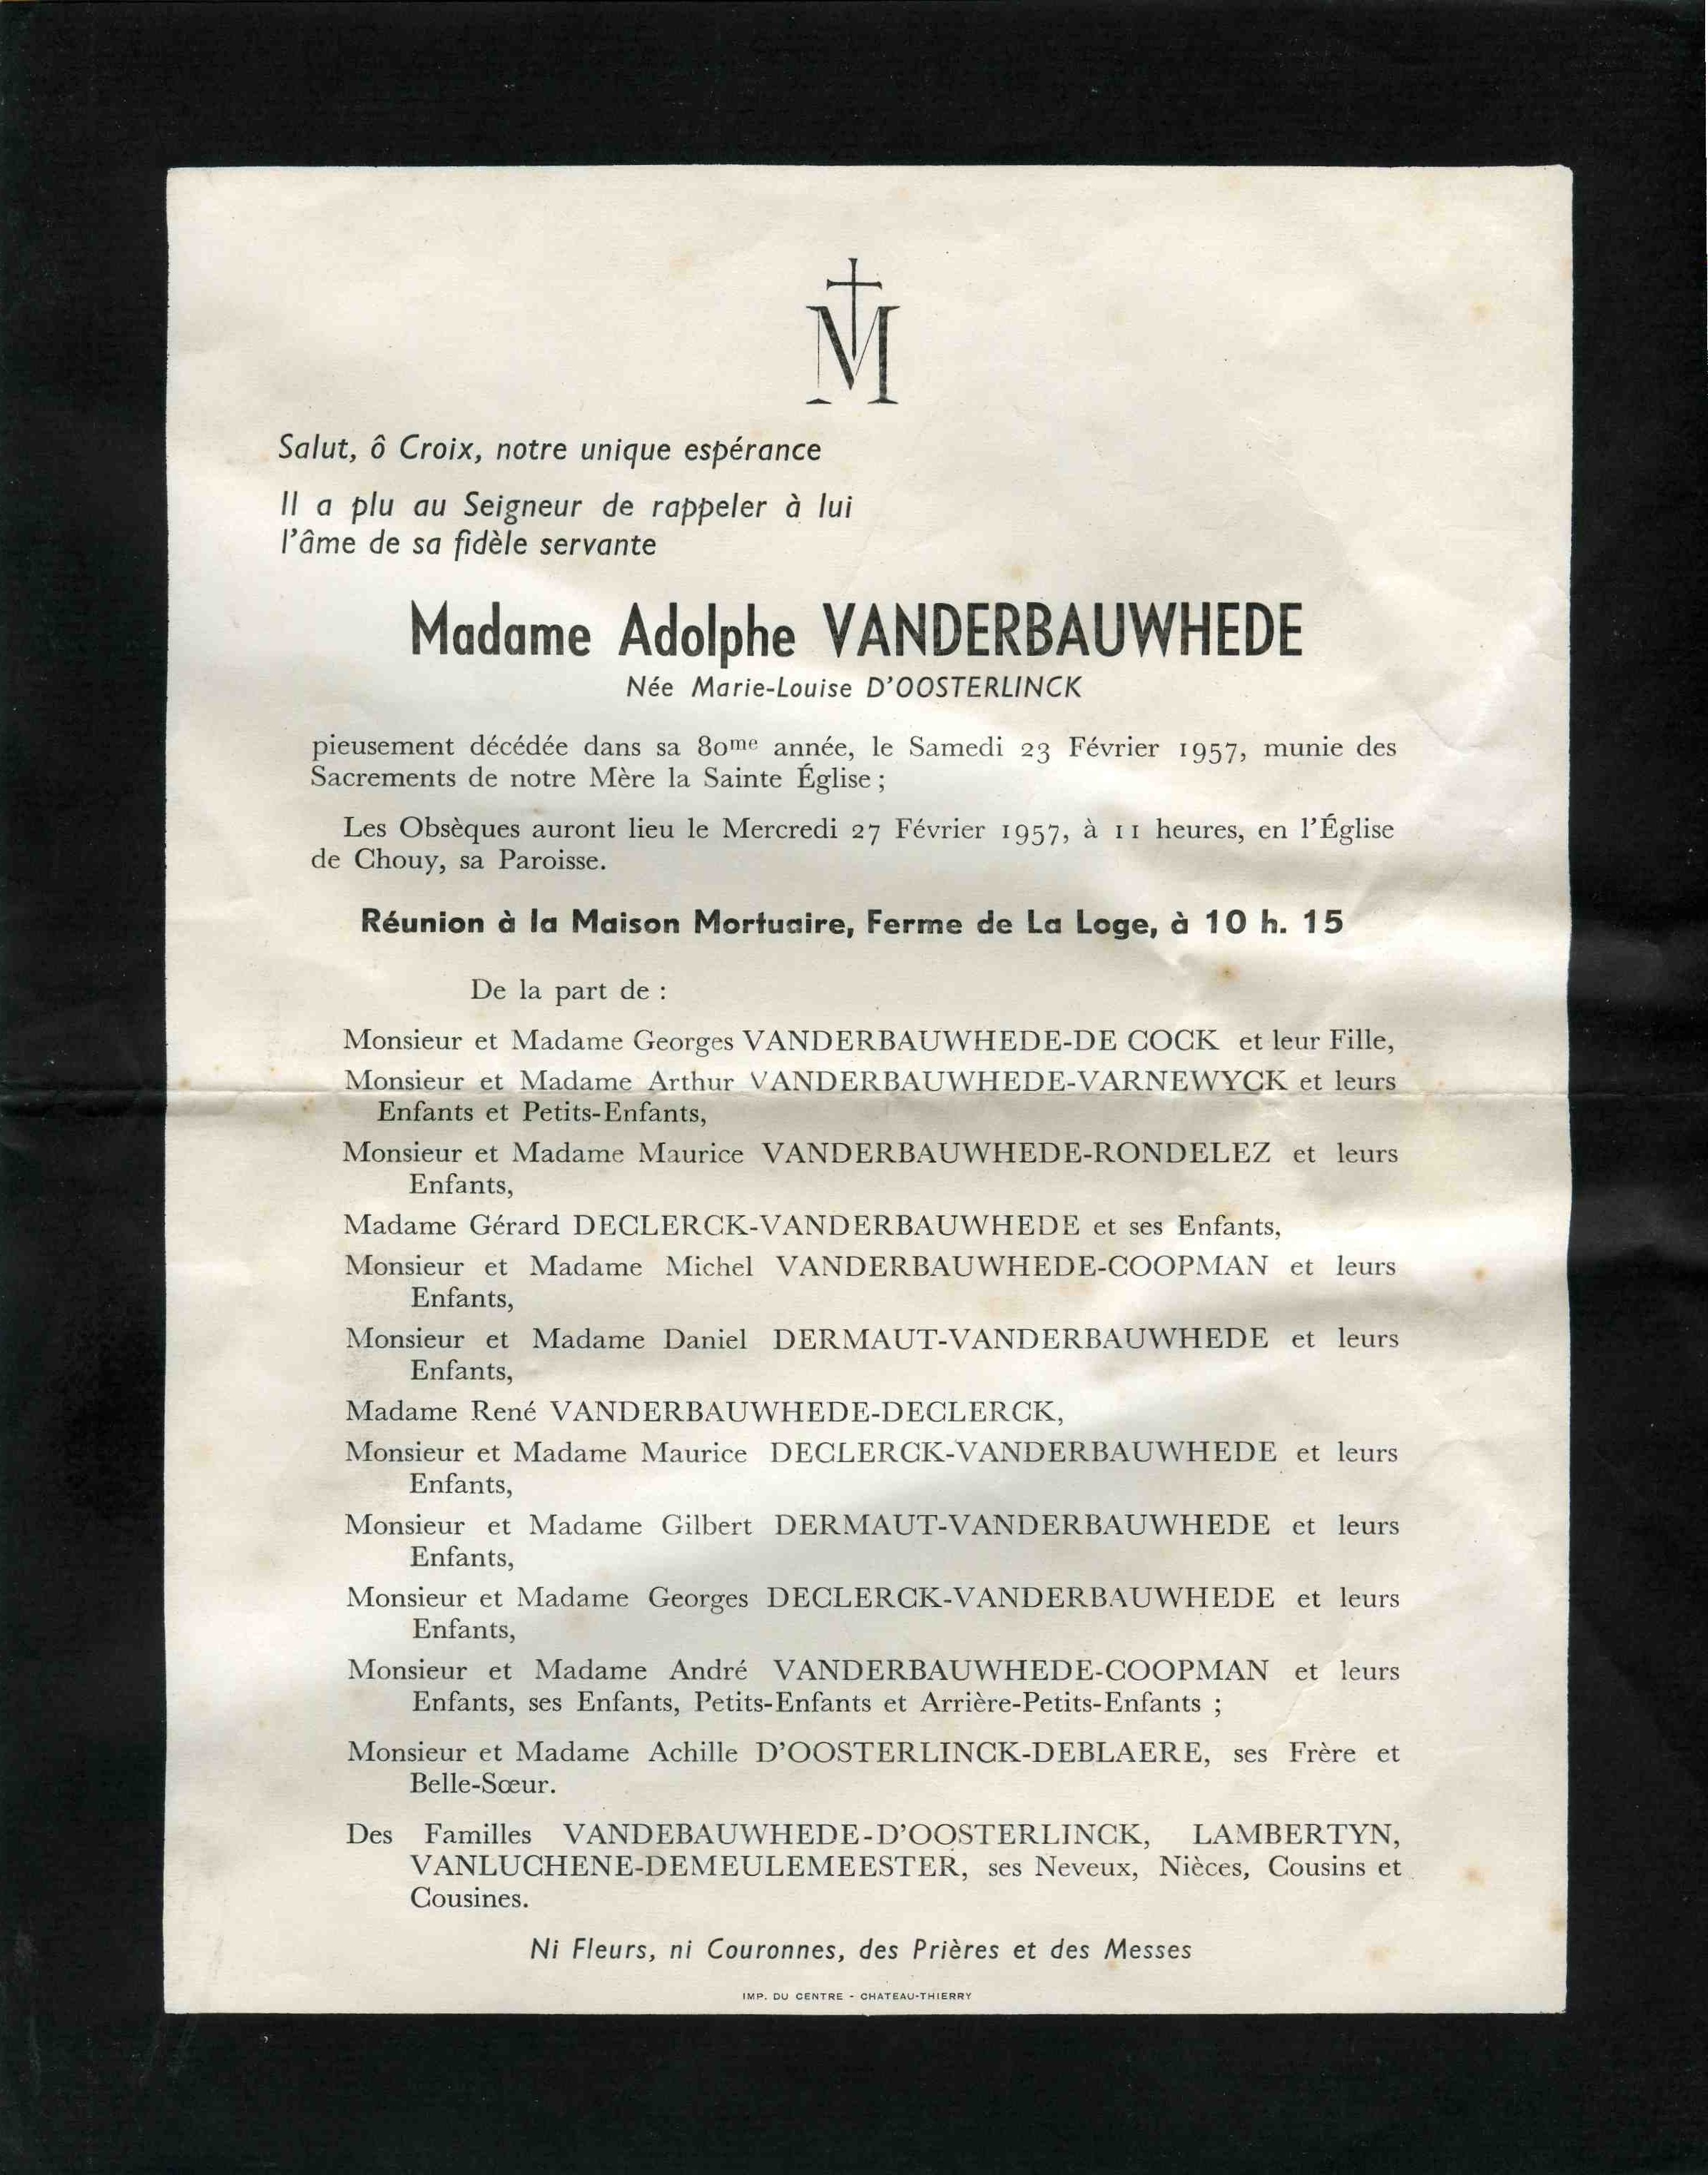 M
Salut, ô Croix, notre unique espérance
Il a plu au Seigneur de rappeler à lui
l'âme de sa fidèle servante
Madame Adolphe VANDERBAUWHEDE
Née Marie-Louise D'OOSTERLINCK
pieusement décédée dans sa 80me année, le Samedi 23 Février 1957, munie des
Sacrements de notre Mère la Sainte Église ;
Les Obsèques auront lieu le Mercredi 27 Février 1957, à 11 heures, en l'Église
de Chouy, sa Paroisse.
Réunion à la Maison Mortuaire, Ferme de La Loge, à 10 h. 15
De la part de :
Monsieur et Madame Georges VANDERBAUWHEDE-DE COCK et leur Fille,
Monsieur et Madame Arthur VANDERBAUWHEDE-VARNEWYCK et leurs
Enfants et Petits-Enfants,
Monsieur et Madame Maurice VANDERBAUWHEDE-RONDELEZ et leurs
Enfants,
Madame Gérard DECLERCK-VANDERBAUWHEDE et ses Enfants,
Monsieur et Madame Michel VANDERBAUWHEDE-COOPMAN et leurs
Enfants,
Monsieur et Madame Daniel DERMAUT-VANDERBAUWHEDE et leurs
Enfants,
Madame René VANDERBAUWHEDE-DECLERCK,
Monsieur et Madame Maurice DECLERCK-VANDERBAUWHEDE et leurs
Enfants,
Monsieur et Madame Gilbert DERMAUT-VANDERBAUWHEDE et leurs
Enfants,
Monsieur et Madame Georges DECLERCK-VANDERBAUWHEDE et leurs
Enfants,
Monsieur et Madame André VANDERBAUWHEDE-COOPMAN et leurs
Enfants, ses Enfants, Petits-Enfants et Arrière-Petits-Enfants ;
Monsieur et Madame Achille D'OOSTERLINCK-DEBLAERE, ses Frère et
Belle-Sœur.
Des Familles VANDEBAUWHEDE-D'OOSTERLINCK, LAMBERTYN,
VANLUCHENE-DEMEULEMEESTER, ses Neveux, Nièces, Cousins et
Cousines.
Ni Fleurs, ni Couronnes, des Prières et des Messes
IMP. DU CENTRE - CHATEAU-THIERRY